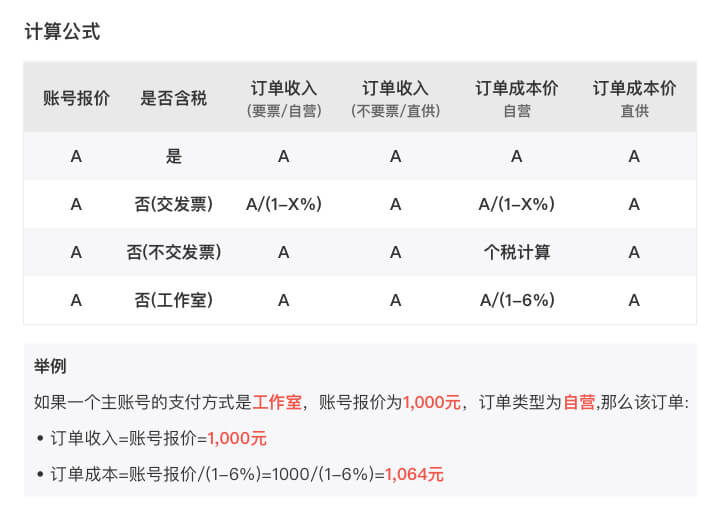 计算公式
账号报价 是否含税 订单收入 订单收入 订单成本价 订单成本价
(要票/自营) (不要票/直供) 自营 直供
A 是 A A A A
A 否(交发票) A/(1-X%) A A/(1-X%) A
A 否(不交发票) A A 个税计算 A
A 否(工作室) A A A/(1-6%) A
举例
如果一个主账号的支付方式是工作室，账号报价为1,000元，订单类型为自营,那么该订单:
• 订单收入=账号报价=1,000元
• 订单成本=账号报价/(1-6%)=1000/(1-6%)=1,064元